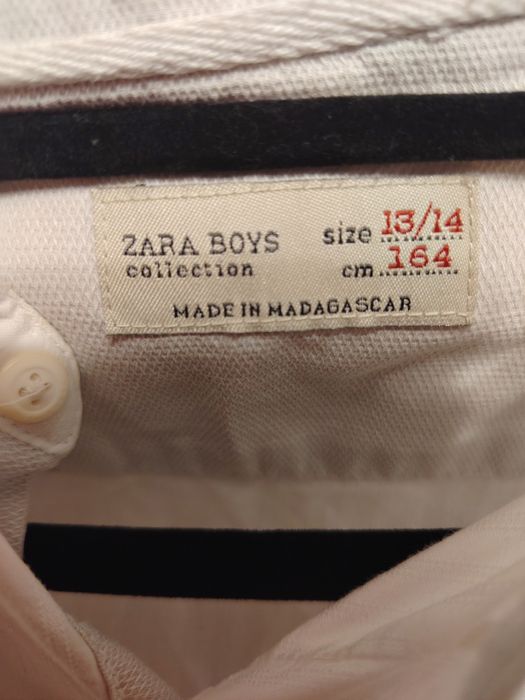 ZARA BOYS
collection
size 13/14
cm 164
MADE IN MADAGASCAR